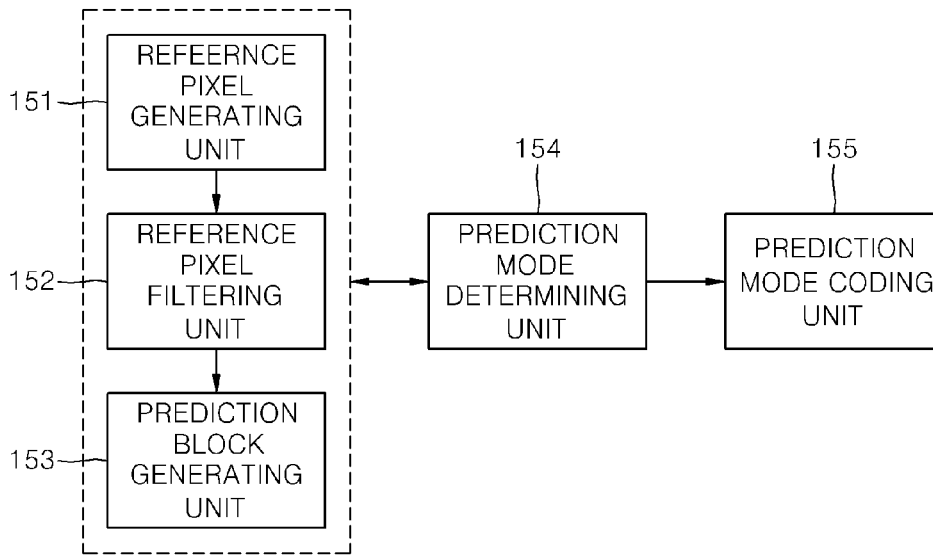 151
REFEERNCE
PIXEL
GENERATING
UNIT
152
REFERENCE
PIXEL
FILTERING
UNIT
153
PREDICTION
BLOCK
GENERATING
UNIT
154
PREDICTION
MODE
DETERMINING
UNIT
155
PREDICTION
MODE CODING
UNIT